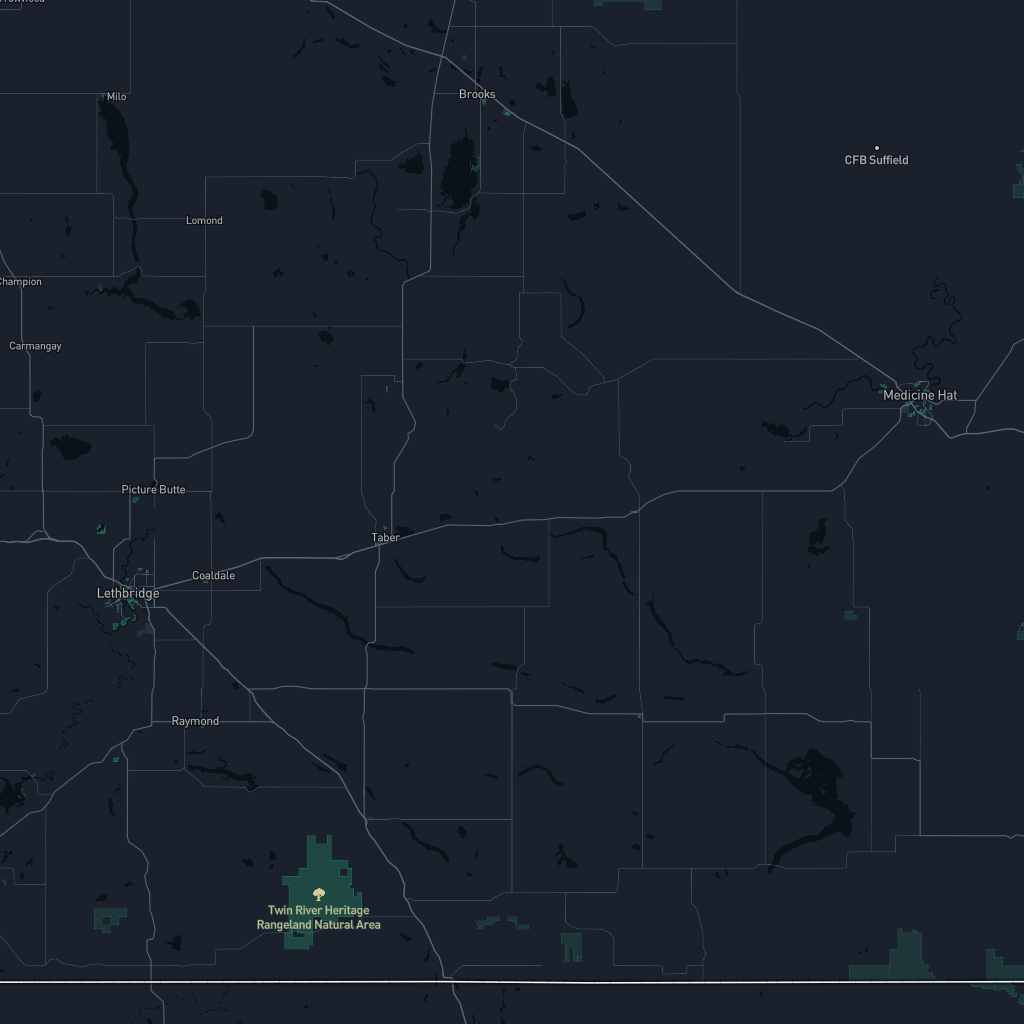 Milo
Brooks
CFB Suffield
Lomond
Champion
Carmangay
Medicine Hat
Picture Butte
Taber
Coaldale
Lethbridge
Raymond
Twin River Heritage
Rangeland Natural Area